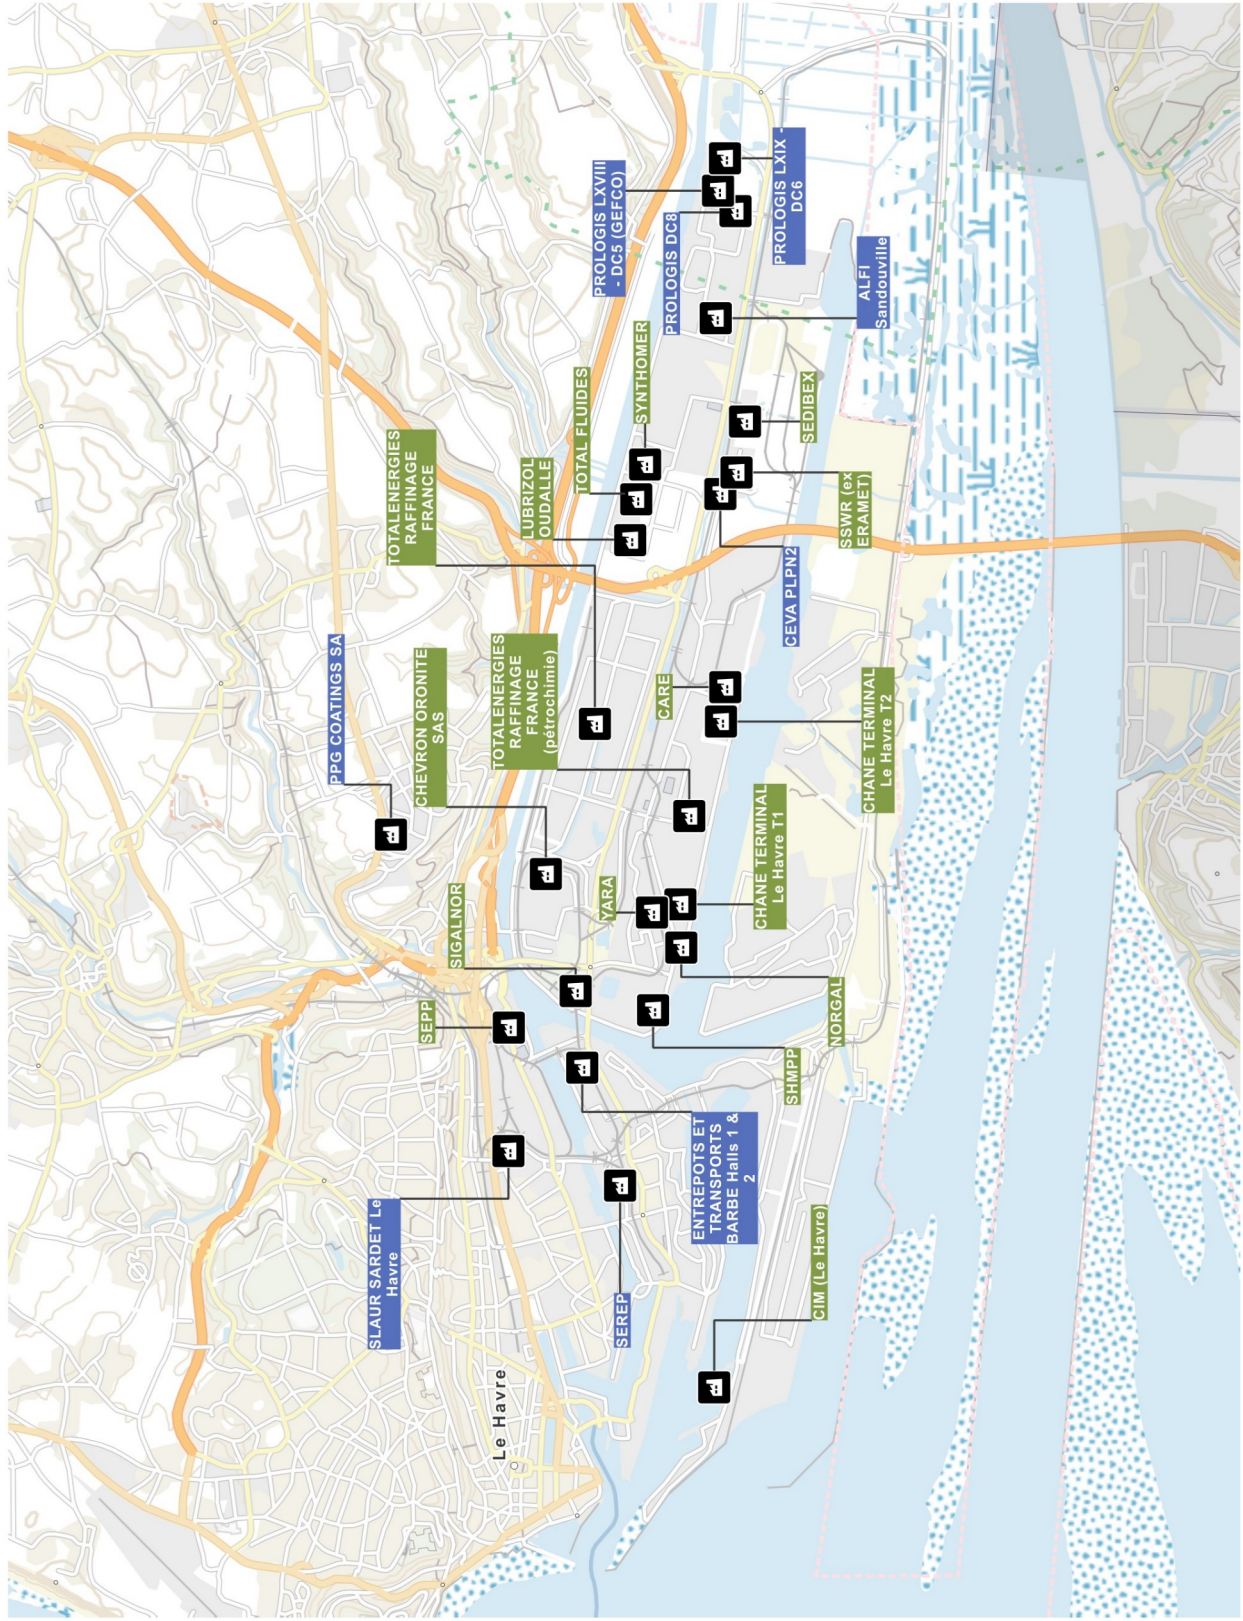 PPG COATINGS SA
TOTALENERGIES
RAFFINAGE
FRANCE
CHEVRON ORONITE
SAS
LUBRIZOL
OUDALLE
TOTAL FLUIDES
SYNTHOMER
PROLOGIS LXVIII
- DC5 (GEFCO)
PROLOGIS DC8
PROLOGIS LXIX -
DC6
ALFI
Sandouville
SEDIBEX
SSWR (ex
ERAMET)
CEVA PLPN2
TOTALENERGIES
RAFFINAGE
FRANCE
(pétrochimie)
CARE
CHANE TERMINAL
Le Havre T2
CHANE TERMINAL
Le Havre T1
YARA
SIGALNOR
SEPP
NORGAL
SHMPP
SLAUR SARDET Le
Havre
ENTREPOTS ET
TRANSPORTS
BARBE Halls 1 &
2
SEREP
CIM (Le Havre)
Le Havre